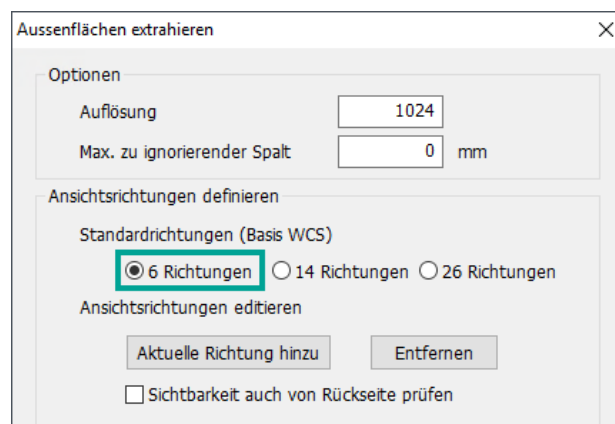 Aussenflächen extrahieren
Optionen
Auflösung 1024
Max. zu ignorierender Spalt 0 mm
Ansichtsrichtungen definieren
Standardrichtungen (Basis WCS)
6 Richtungen 14 Richtungen 26 Richtungen
Ansichtsrichtungen editieren
Aktuelle Richtung hinzu Entfernen
Sichtbarkeit auch von Rückseite prüfen